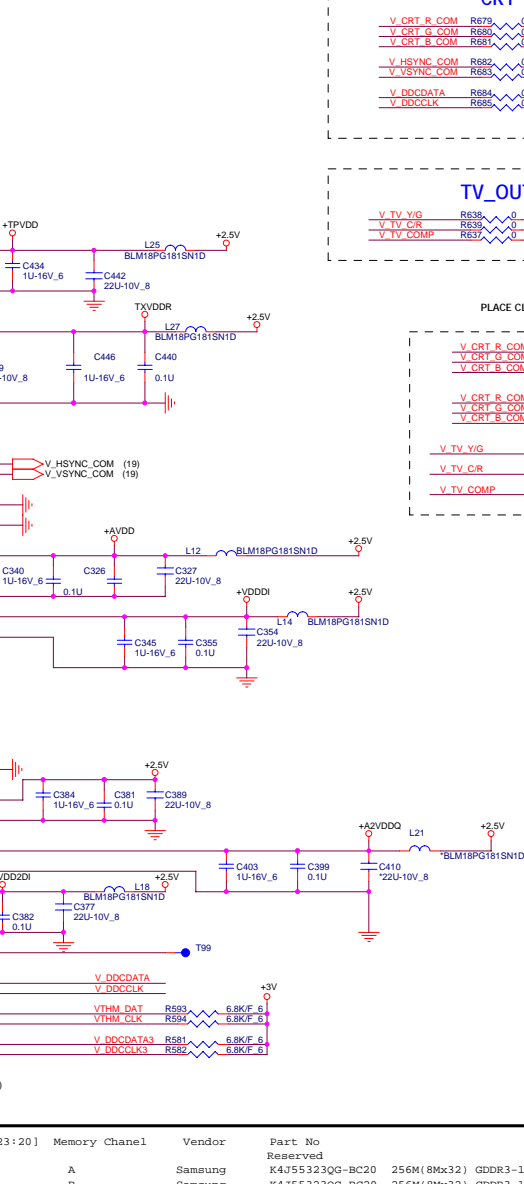 CRT
V_CRT_R_COM R679 0
V_CRT_G_COM R680 0
V_CRT_B_COM R681 0
V_HSYNC_COM R682 0
V_VSYNC_COM R683 0
V_DDCDATA R684 0
V_DDCCLK R685 0
TV_OU
V_TV_Y/G R638 0
V_TV_C/R R639 0
V_TV_COMP R637 0
+TPVDD
L25 +2.5V
BLM18PG181SN1D
C434
1U-16V_6
C442
22U-10V_8
TXVDDR
L27 +2.5V
BLM18PG181SN1D
-10V_8
C446
1U-16V_6
C440
0.1U
PLACE CL
V_CRT_R_COM
V_CRT_G_COM
V_CRT_B_COM
V_CRT_R_COM
V_CRT_G_COM
V_CRT_B_COM
V_TV_Y/G
V_TV_C/R
V_TV_COMP
V_HSYNC_COM (19)
V_VSYNC_COM (19)
+AVDD
L12 BLM18PG181SN1D +2.5V
C340
1U-16V_6
C326
0.1U
C327
22U-10V_8
+VDDDI
L14 BLM18PG181SN1D +2.5V
C345
1U-16V_6
C355
0.1U
C354
22U-10V_8
+2.5V
C384
1U-16V_6
C381
0.1U
C389
22U-10V_8
+A2VDDQ
L21 +2.5V
*BLM18PG181SN1D
C403
1U-16V_6
C399
0.1U
C410
*22U-10V_8
VDD2DI
L18 +2.5V
BLM18PG181SN1D
C382
0.1U
C377
22U-10V_8
T99
V_DDCDATA
V_DDCCLK
+3V
VTHM_DAT R593 6.8K/F_6
VTHM_CLK R594 6.8K/F_6
V_DDCDATA3 R581 6.8K/F_6
V_DDCCLK3 R582 6.8K/F_6
)
23:20] Memory Chanel Vendor Part No
Reserved
A Samsung K4J55323QG-BC20 256M(8Mx32) GDDR3-1